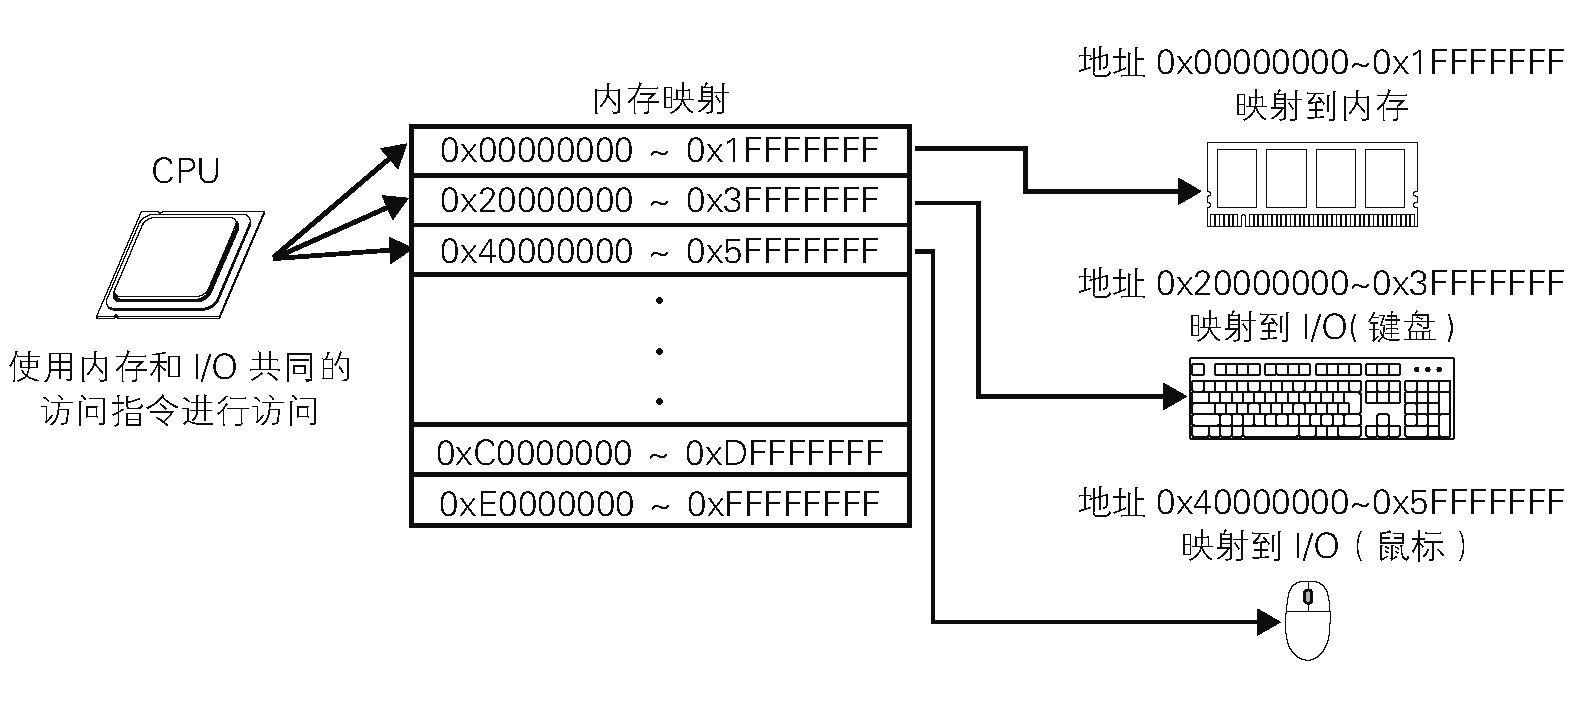 CPU
使用内存和 I/O 共同的
访问指令进行访问
内存映射
0x00000000 ~ 0x1FFFFFFF
0x20000000 ~ 0x3FFFFFFF
0x40000000 ~ 0x5FFFFFFF
0xC0000000 ~ 0xDFFFFFFF
0xE0000000 ~ 0xFFFFFFFF
地址 0x00000000~0x1FFFFFFF
映射到内存
地址 0x20000000~0x3FFFFFFF
映射到 I/O( 键盘 )
地址 0x40000000~0x5FFFFFFF
映射到 I/O ( 鼠标 )